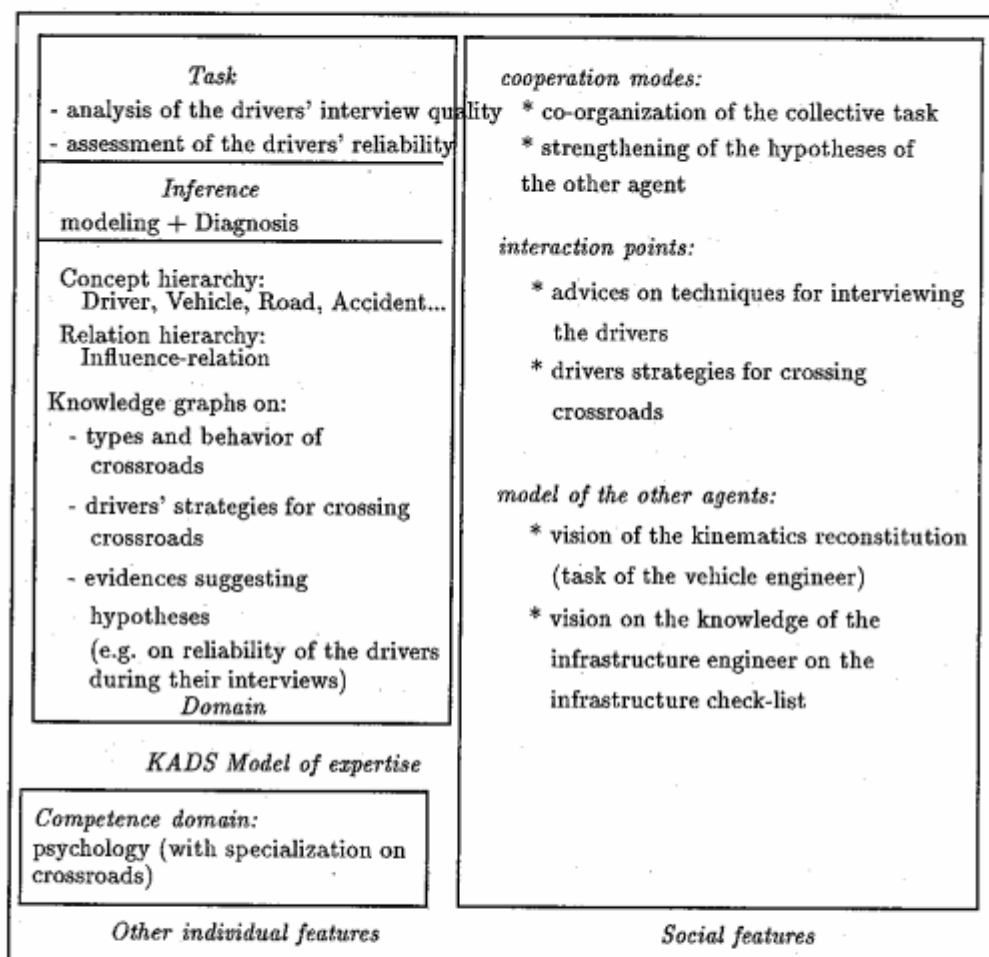 Task
- analysis of the drivers' interview quality
- assessment of the drivers' reliability
Inference
modeling + Diagnosis
Concept hierarchy:
Driver, Vehicle, Road, Accident...
Relation hierarchy:
Influence-relation
Knowledge graphs on:
- types and behavior of
crossroads
- drivers' strategies for crossing
crossroads
- evidences suggesting
hypotheses
(e.g. on reliability of the drivers
during their interviews)
Domain
KADS Model of expertise
Competence domain:
psychology (with specialization on
crossroads)
Other individual features
cooperation modes:
* co-organization of the collective task
* strengthening of the hypotheses of
the other agent
interaction points:
* advices on techniques for interviewing
the drivers
* drivers strategies for crossing
crossroads
model of the other agents:
* vision of the kinematics reconstitution
(task of the vehicle engineer)
* vision on the knowledge of the
infrastructure engineer on the
infrastructure check-list
Social features